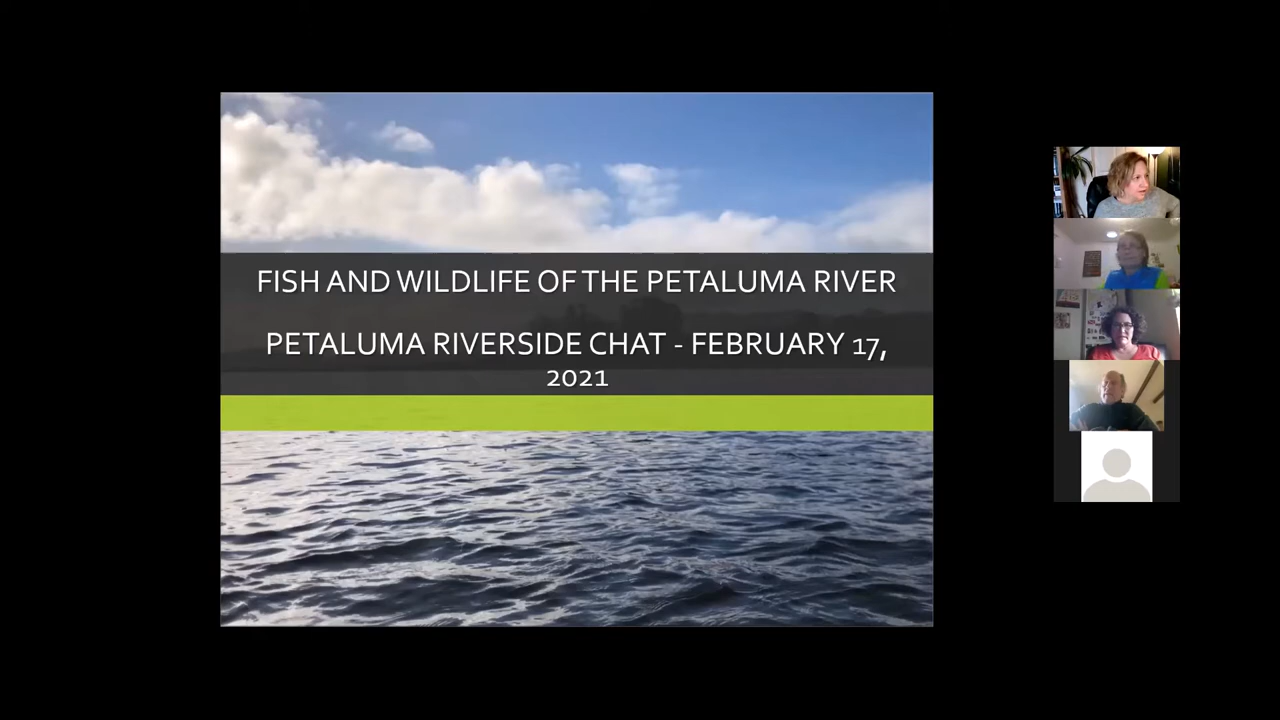 FISH AND WILDLIFE OF THE PETALUMA RIVER
PETALUMA RIVERSIDE CHAT - FEBRUARY 17,
2021